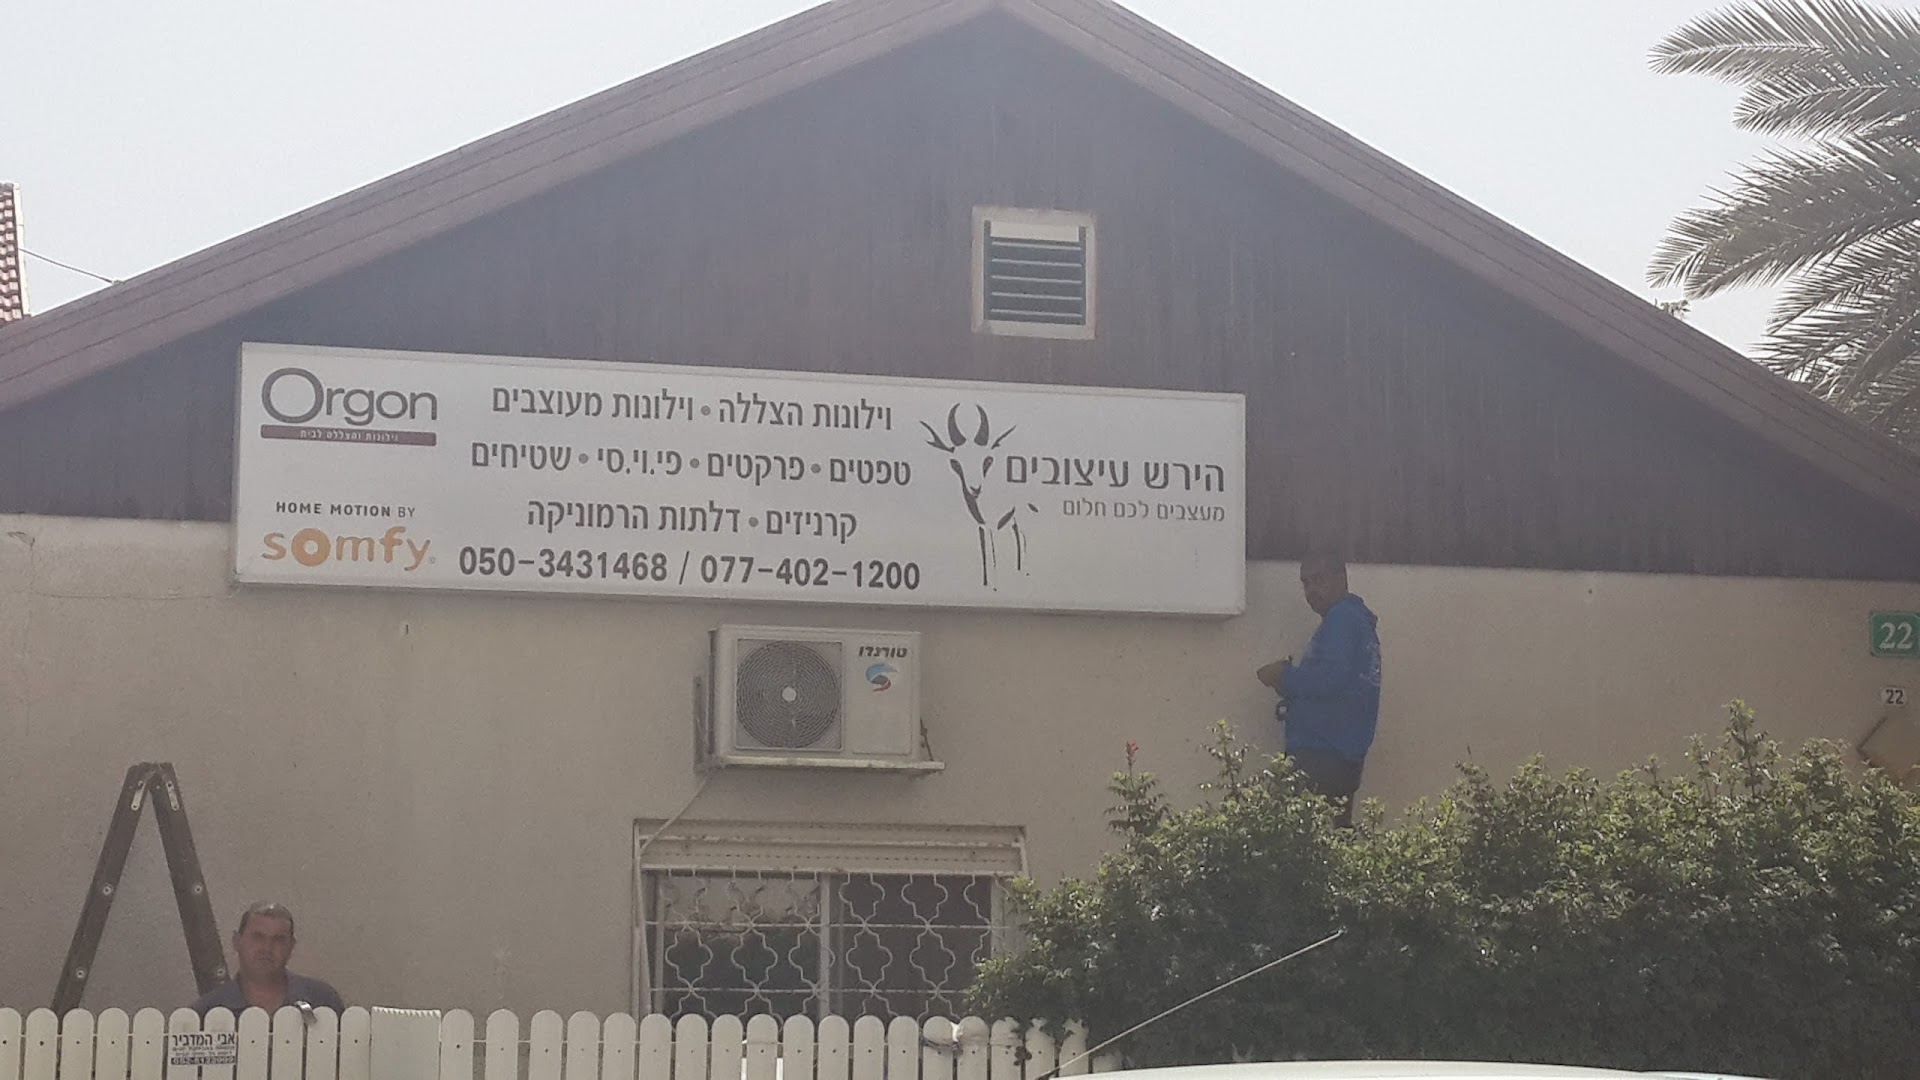 Orgon
וילונות והצללה לבית
HOME MOTION BY
somfy
וילונות הצללה • וילונות מעוצבים
טפטים • פרקטים • פי.וי.סי • שטיחים
קרניזים • דלתות הרמוניקה
050-3431468 / 077-402-1200
הירש עיצובים
מעצבים לכם חלום
טורנדו
22
22
אבי המדביר